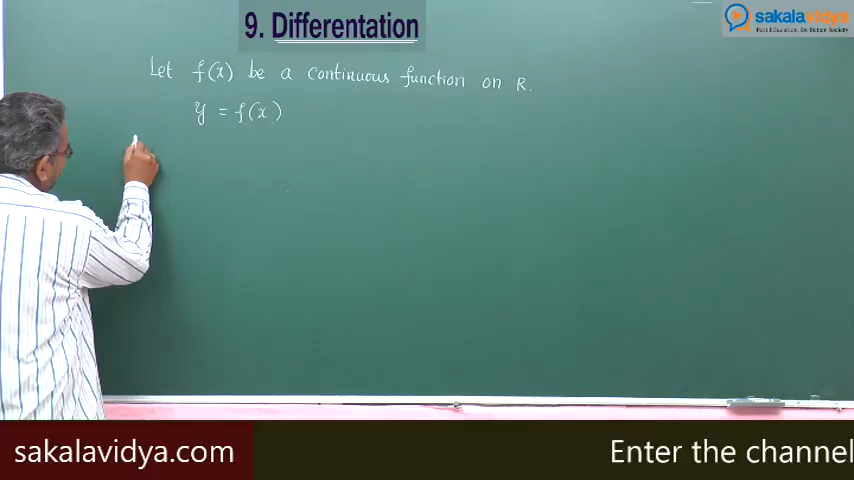 9. Differentation
sakalavidya
Best Education for Better Society
Let f(x) be a continuous function on R.
y = f(x)
sakalavidya.com
Enter the channel